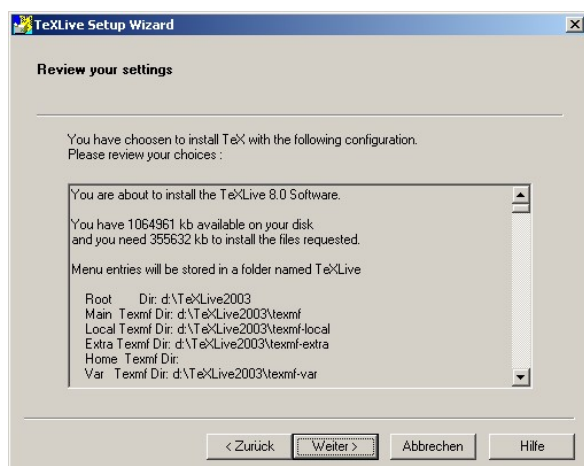 TeXLive Setup Wizard
Review your settings
You have choosen to install TeX with the following configuration.
Please review your choices :
You are about to install the TeXLive 8.0 Software.
You have 1064961 kb available on your disk
and you need 355632 kb to install the files requested.
Menu entries will be stored in a folder named TeXLive
Root Dir: d:\TeXLive2003
Main Texmf Dir: d:\TeXLive2003\texmf
Local Texmf Dir: d:\TeXLive2003\texmf-local
Extra Texmf Dir: d:\TeXLive2003\texmf-extra
Home Texmf Dir:
Var Texmf Dir: d:\TeXLive2003\texmf-var
< Zurück Weiter > Abbrechen Hilfe